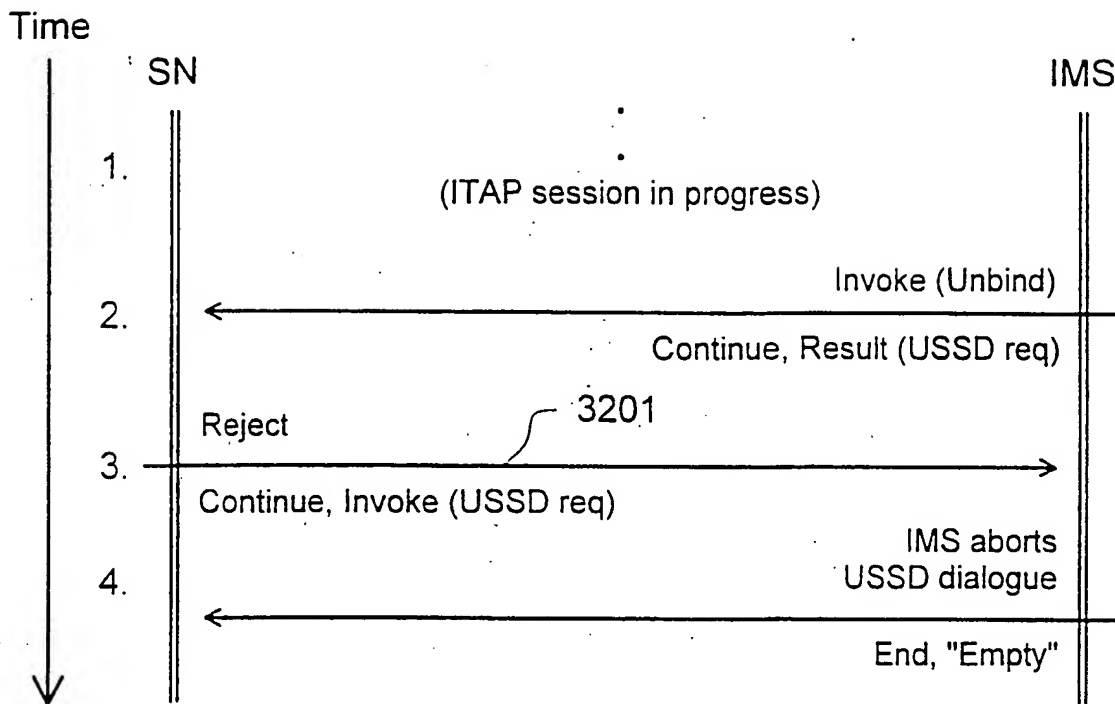 Time
SN
IMS
1.
(ITAP session in progress)
Invoke (Unbind)
2.
Continue, Result (USSD req)
3201
Reject
3.
Continue, Invoke (USSD req)
IMS aborts
USSD dialogue
4.
End, "Empty"